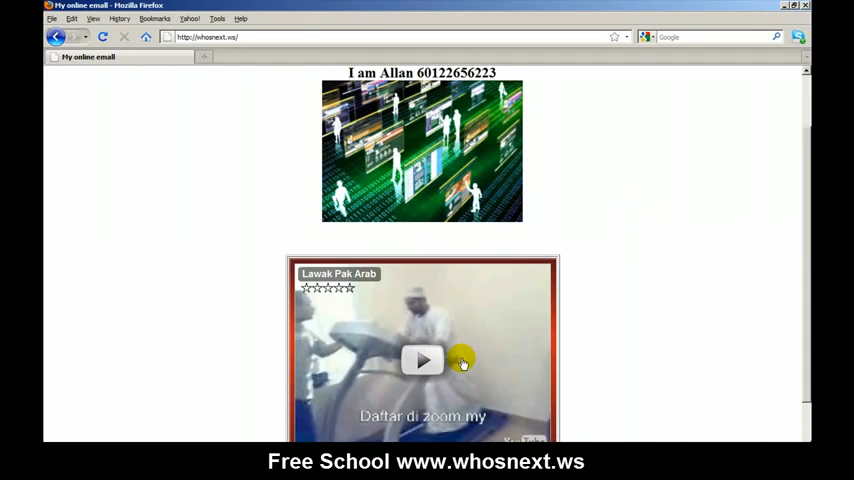 My online email - Mozilla Firefox
File Edit View History Bookmarks Yahoo! Tools Help
http://whosnext.ws/
Google
My online email
I am Allan 60122656223
Lawak Pak Arab
Daftar di zoom my
YouTube
Free School www.whosnext.ws